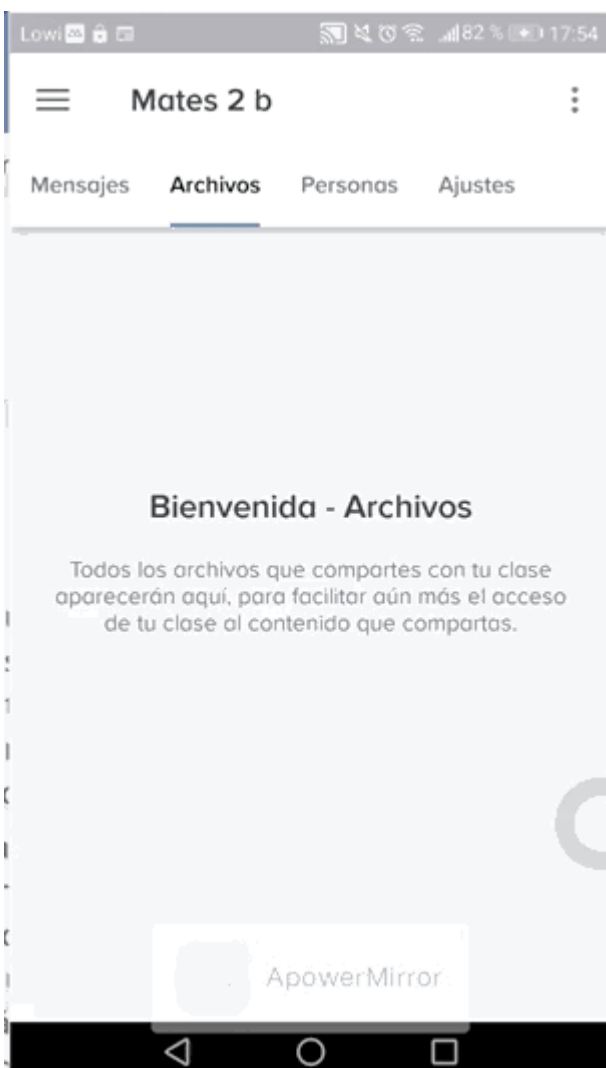 Lowi 82 % 17:54
Mates 2 b
Mensajes Archivos Personas Ajustes
Bienvenida - Archivos
Todos los archivos que compartes con tu clase
aparecerán aquí, para facilitar aún más el acceso
de tu clase al contenido que compartas.
ApowerMirror